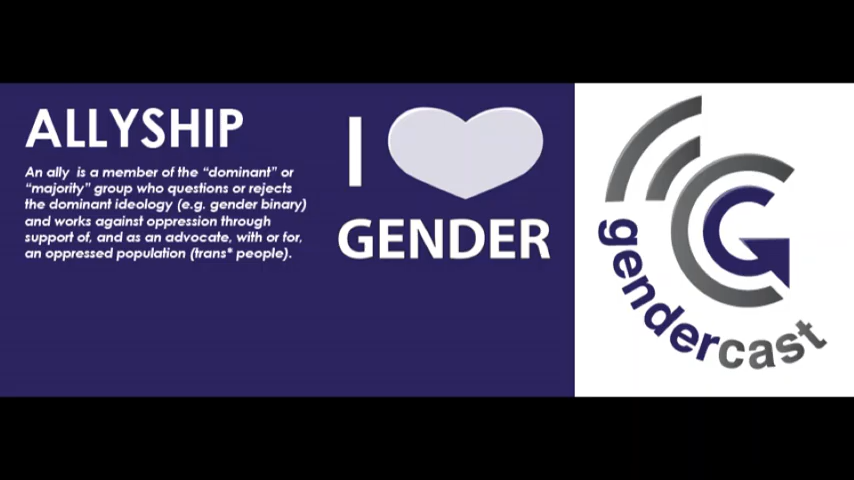 ALLYSHIP
An ally is a member of the “dominant” or
“majority” group who questions or rejects
the dominant ideology (e.g. gender binary)
and works against oppression through
support of, and as an advocate, with or for,
an oppressed population (trans* people).
I
GENDER
G
gendercast